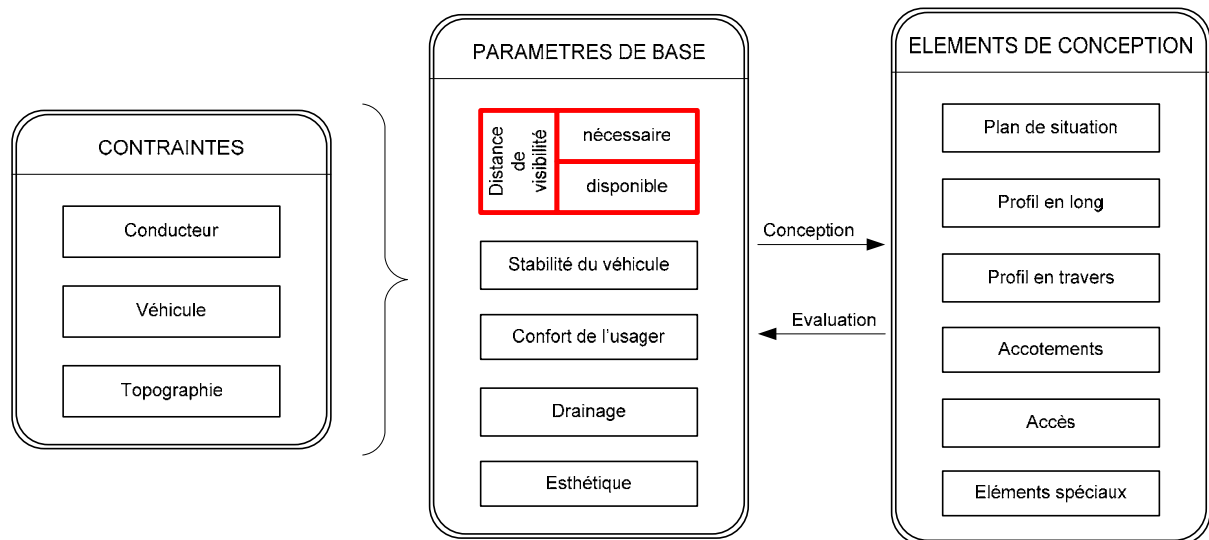 CONTRAINTES
Conducteur
Véhicule
Topographie
PARAMETRES DE BASE
Distance
de
visibilité
nécessaire
disponible
Stabilité du véhicule
Confort de l'usager
Drainage
Esthétique
Conception
Evaluation
ELEMENTS DE CONCEPTION
Plan de situation
Profil en long
Profil en travers
Accotements
Accès
Eléments spéciaux